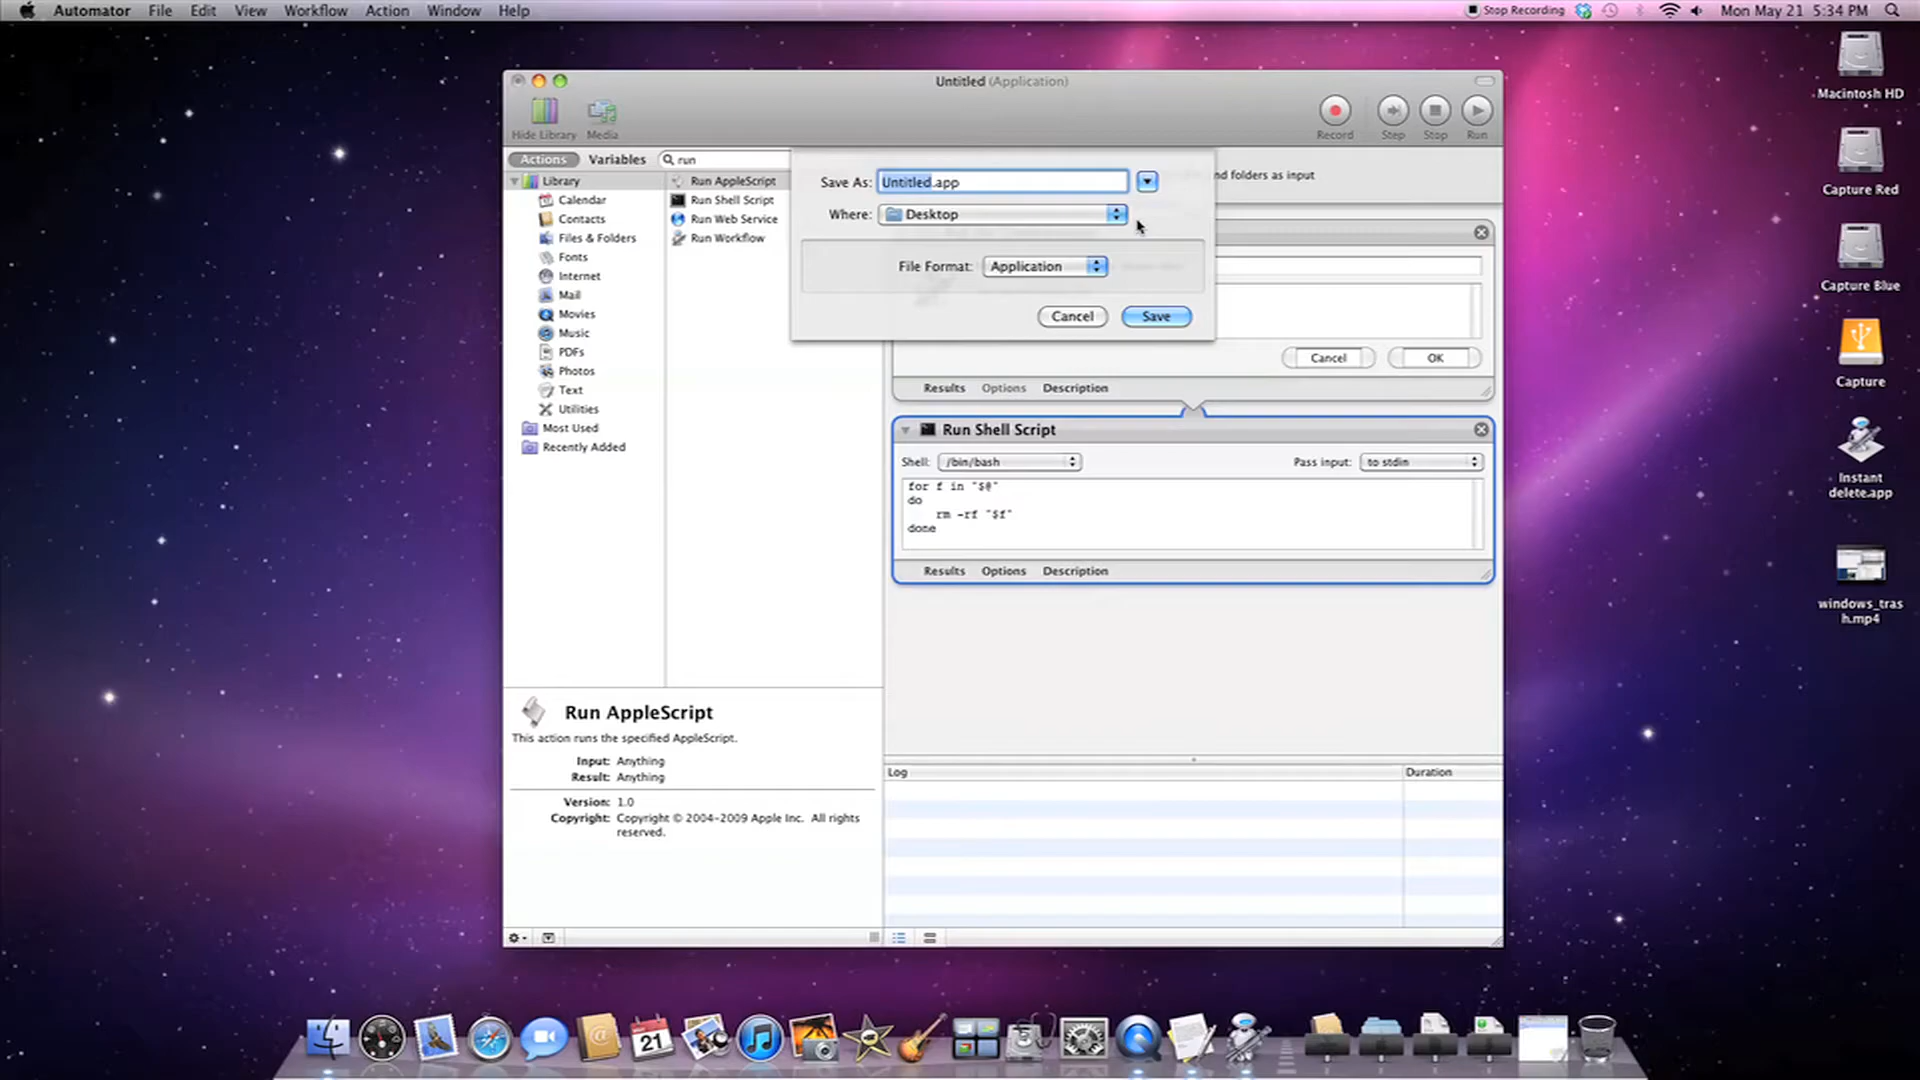 Automator File Edit View Workflow Action Window Help
Stop Recording Mon May 21 5:34 PM
Untitled (Application)
Hide Library Media
Record Step Stop Run
Actions Variables run
Library
Calendar
Contacts
Files & Folders
Fonts
Internet
Mail
Movies
Music
PDFs
Photos
Text
Utilities
Most Used
Recently Added
Run AppleScript
Run Shell Script
Run Web Service
Run Workflow
Save As: Untitled.app
Where: Desktop
File Format: Application
Cancel Save
nd folders as input
Cancel OK
Results Options Description
Run Shell Script
Shell: /bin/bash Pass input: to stdin
for f in "$@"
do
rm -rf "$f"
done
Results Options Description
Run AppleScript
This action runs the specified AppleScript.
Input: Anything
Result: Anything
Version: 1.0
Copyright: Copyright © 2004-2009 Apple Inc. All rights
reserved.
Log Duration
Macintosh HD
Capture Red
Capture Blue
Capture
Instant
delete.app
windows_tras
h.mp4
21